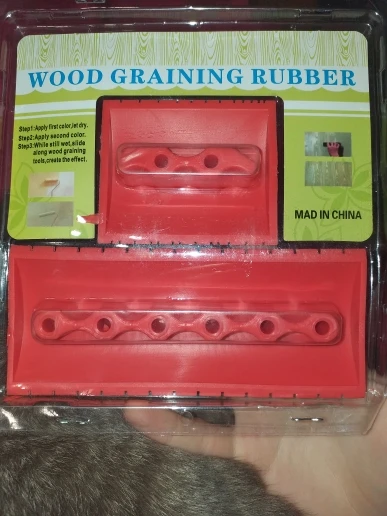 WOOD GRAINING RUBBER
Step1:Apply first color,let dry.
Step2:Apply second color.
Step3:While still wet,slide
along wood graining
tools,create the effect.
MAD IN CHINA